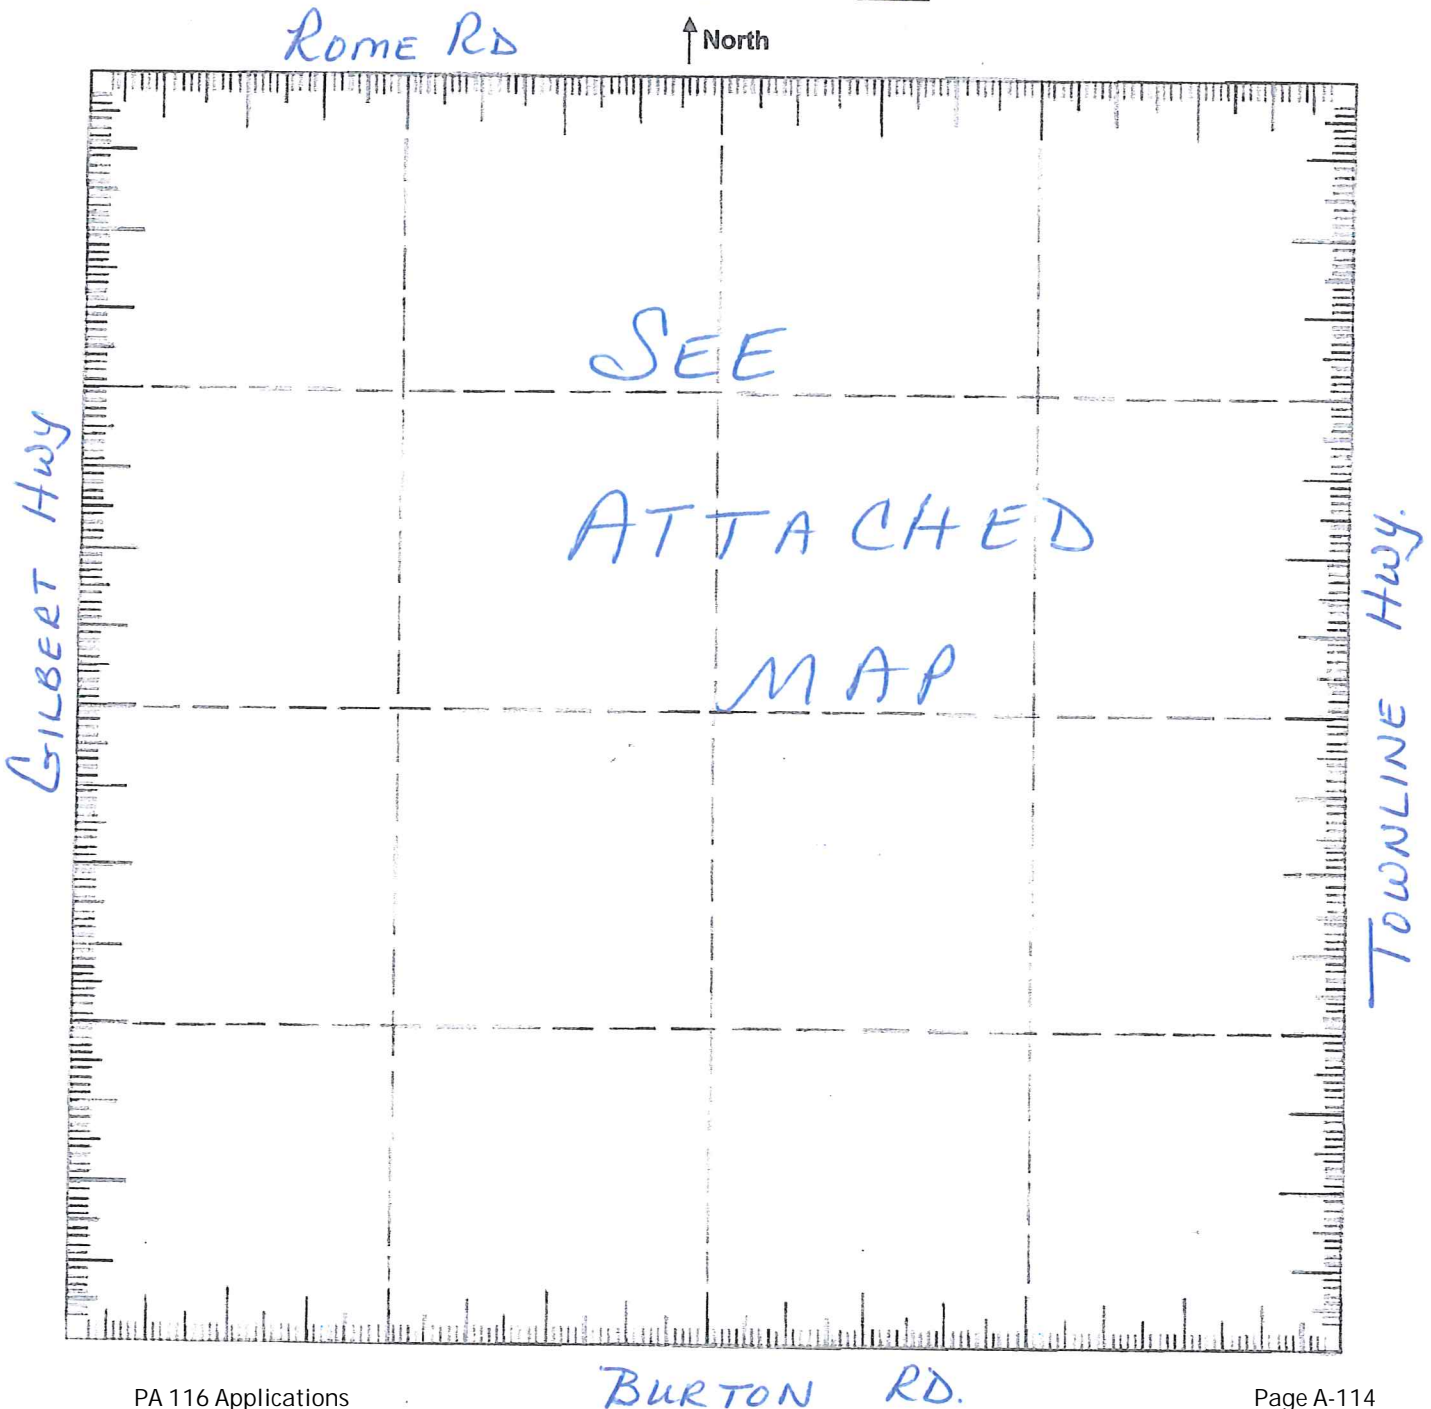 ROME RD
North
SEE
ATTACHED
MAP
GILBERT HWY
TOWNLINE HWY.
BURTON RD.
PA 116 Applications
Page A-114